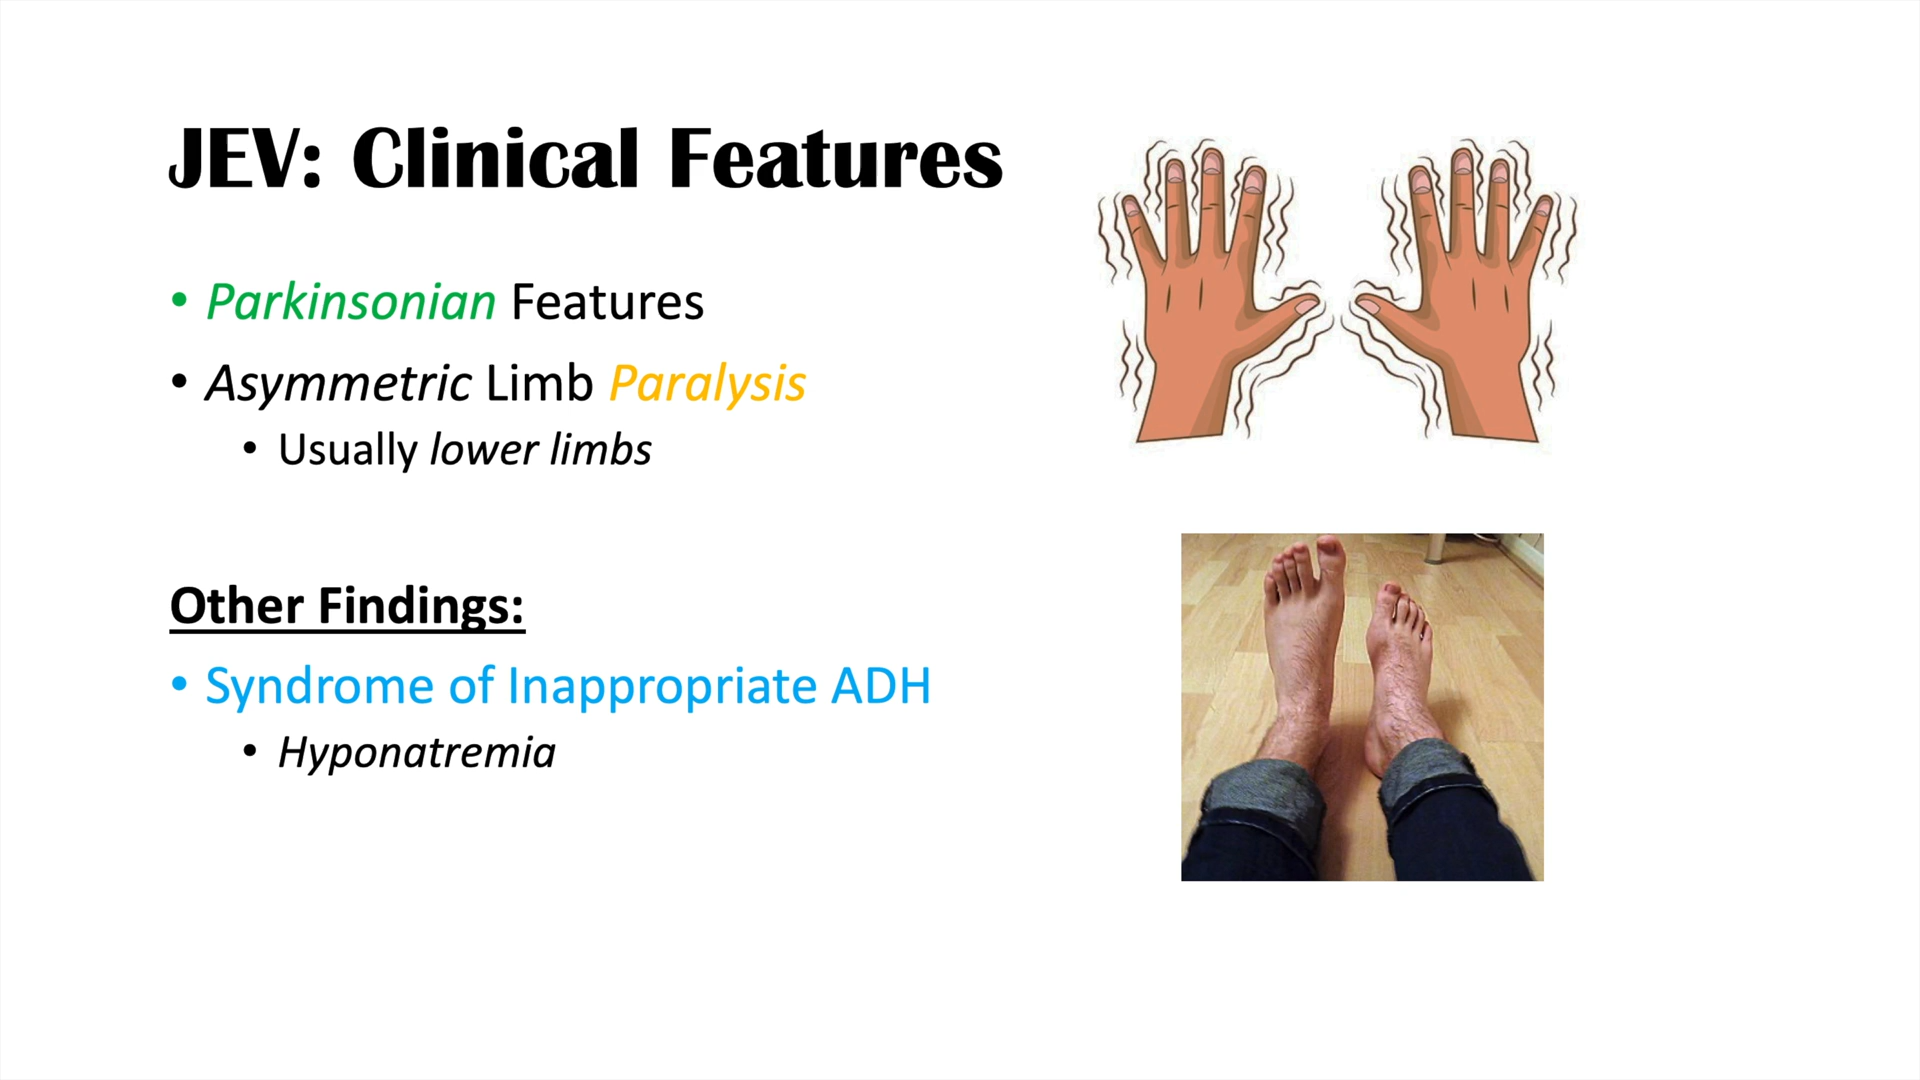 JEV: Clinical Features
• Parkinsonian Features
• Asymmetric Limb Paralysis
• Usually lower limbs
Other Findings:
• Syndrome of Inappropriate ADH
• Hyponatremia